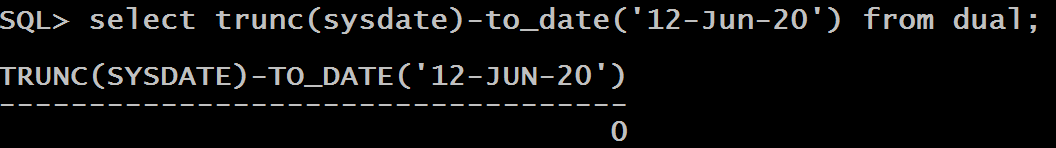 SQL> select trunc(sysdate)-to_date('12-Jun-20') from dual;
TRUNC(SYSDATE)-TO_DATE('12-JUN-20')
-----------------------------------
0